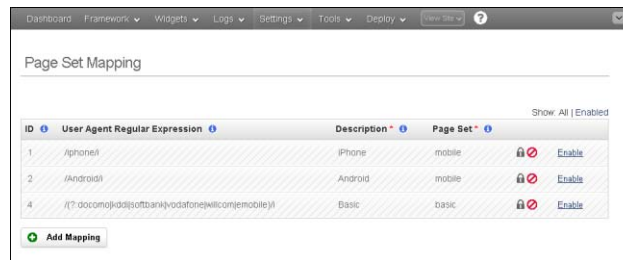 Dashboard Framework Widgets Logs Settings Tools Deploy View Site ?
Page Set Mapping
Show: All | Enabled
ID User Agent Regular Expression Description * Page Set *
1 /iphone/i iPhone mobile Enable
2 /Android/i Android mobile Enable
4 /(?:docomo|kddi|softbank|vodafone|willcom|emobile)/i Basic basic Enable
Add Mapping